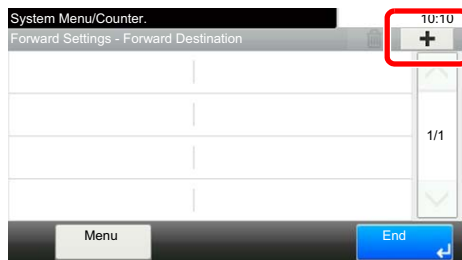 System Menu/Counter.
10:10
Forward Settings - Forward Destination
+
1/1
Menu
End